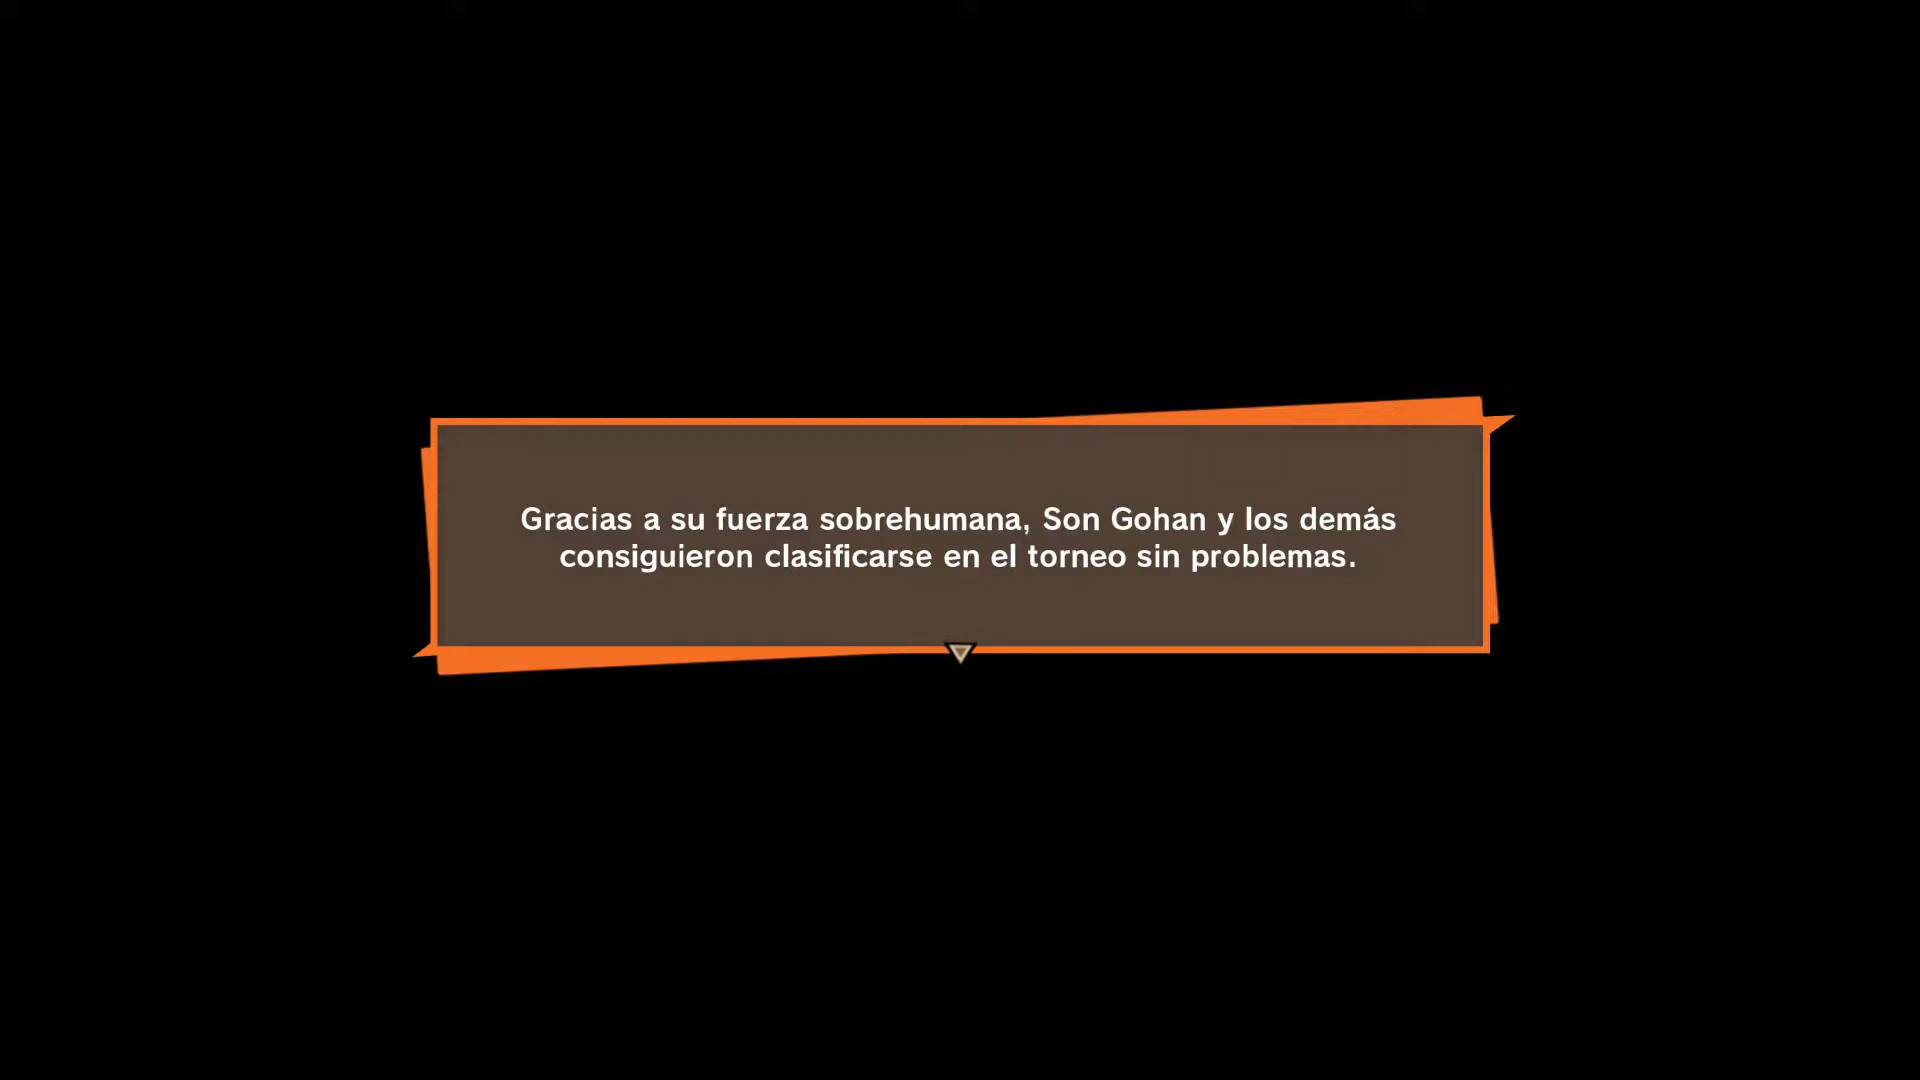 Gracias a su fuerza sobrehumana, Son Gohan y los demás
consiguieron clasificarse en el torneo sin problemas.